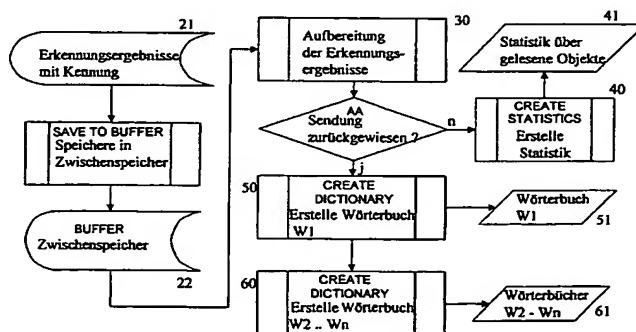 21
Erkennungsergebnisse
mit Kennung
SAVE TO BUFFER
Speichere in
Zwischenspeicher
BUFFER
Zwischenspeicher
22
30
Aufbereitung
der Erkennungs-
ergebnisse
AA
Sendung
zurückgewiesen ?
n
j
41
Statistik über
gelesene Objekte
40
CREATE
STATISTICS
Erstelle
Statistik
50
CREATE
DICTIONARY
Erstelle Wörterbuch
W1
Wörterbuch
W1
51
60
CREATE
DICTIONARY
Erstelle Wörterbuch
W2 .. Wn
Wörterbücher
W2 - Wn
61